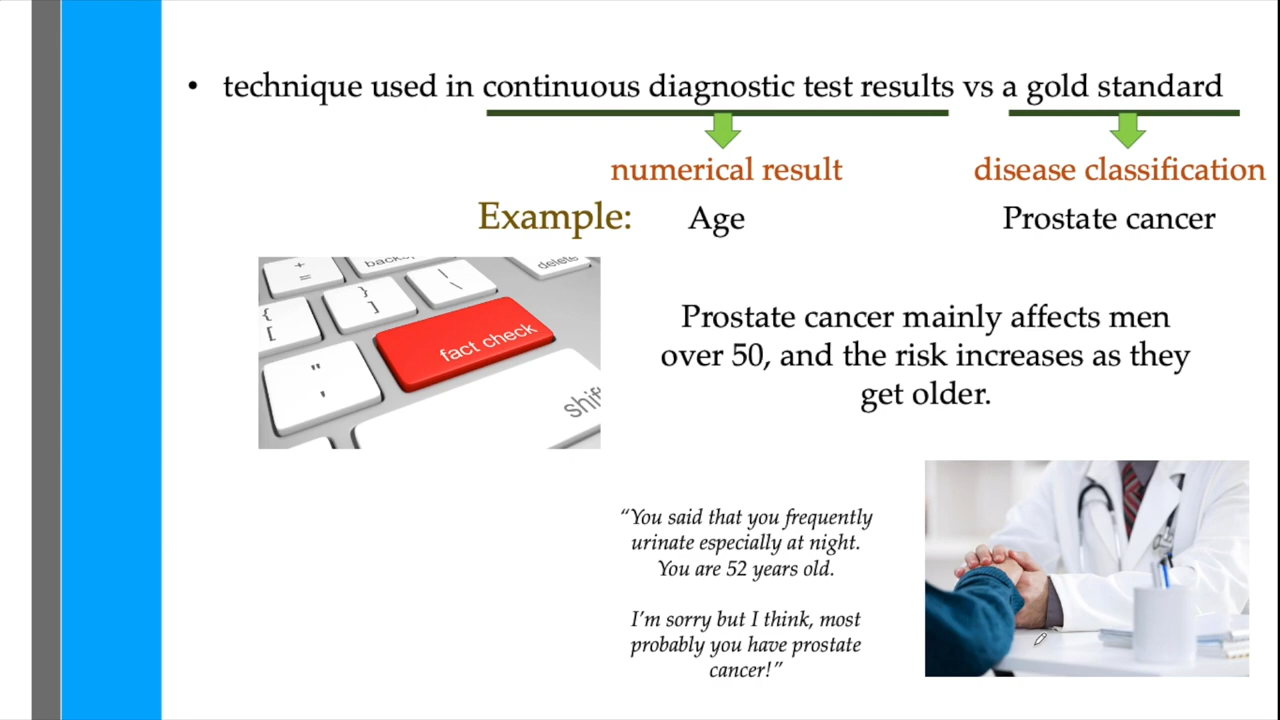 • technique used in continuous diagnostic test results vs a gold standard
numerical result
disease classification
Example:
Age
Prostate cancer
+
=
delete
{
[
}
]
\
fact check
"
,
Prostate cancer mainly affects men
over 50, and the risk increases as they
get older.
“You said that you frequently
urinate especially at night.
You are 52 years old.
I’m sorry but I think, most
probably you have prostate
cancer!”